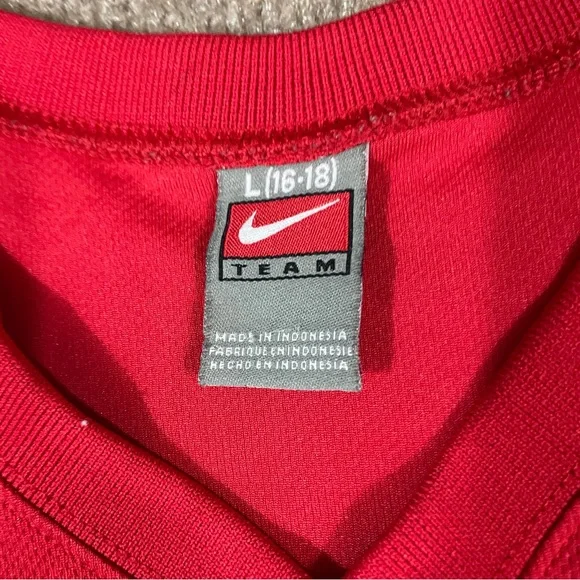 L (16-18)
TEAM
MADE IN INDONESIA
FABRIQUE EN INDONESIE
HECHO EN INDONESIA